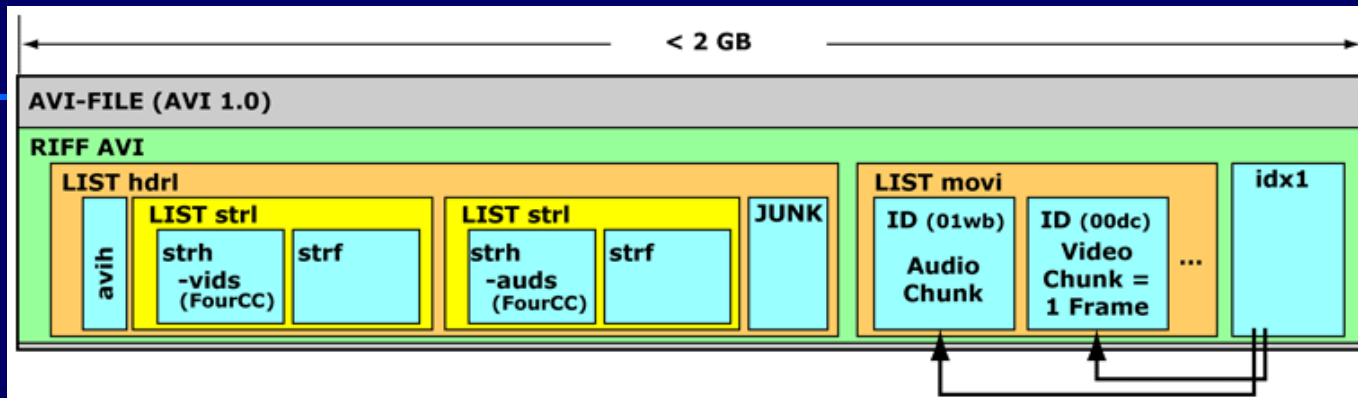 < 2 GB
AVI-FILE (AVI 1.0)
RIFF AVI
LIST hdrl
avih
LIST strl
strh
-vids
(FourCC)
strf
LIST strl
strh
-auds
(FourCC)
strf
JUNK
LIST movi
ID (01wb)
Audio
Chunk
ID (00dc)
Video
Chunk =
1 Frame
...
idx1